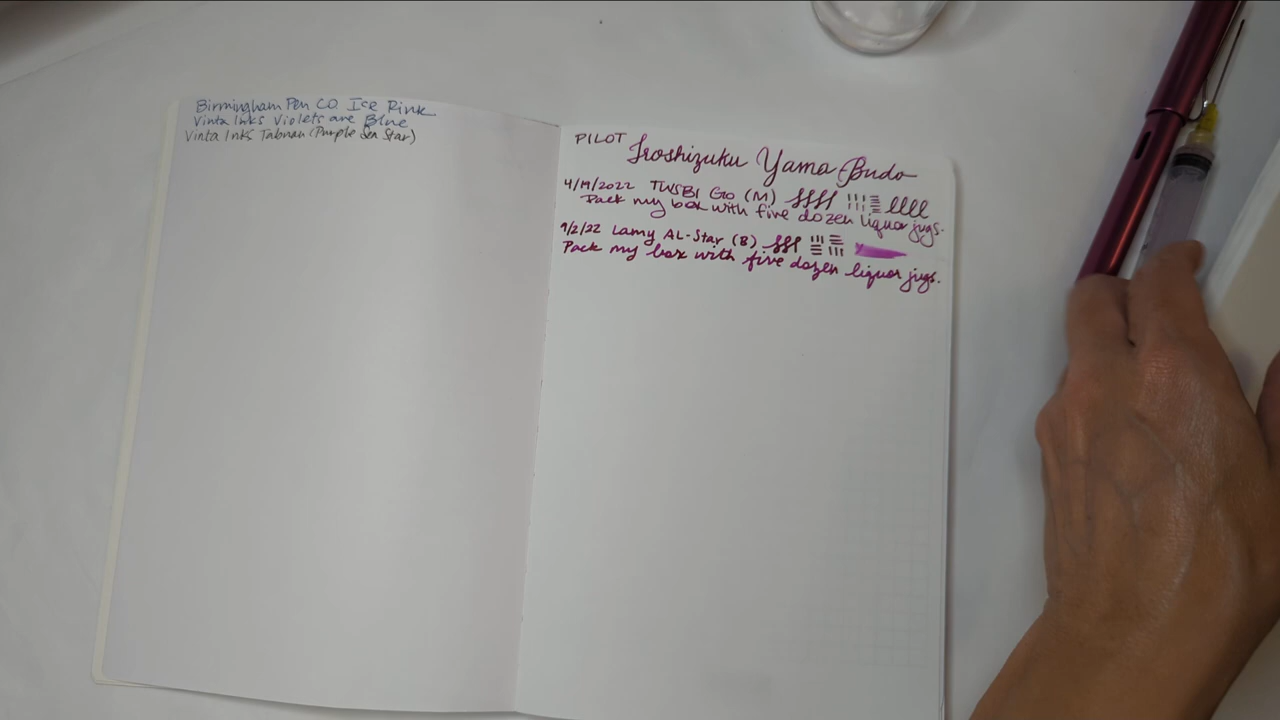 Birmingham Pen Co. Ice Rink
Vinta Inks Violets are Blue
Vinta Inks Tabnan (Purple Sea Star)
PILOT Iroshizuku Yama Budo
4/19/2022 TWSBI Go (M)
Pack my box with five dozen liquor jugs.
9/2/22 Lamy AL-Star (B)
Pack my box with five dozen liquor jugs.